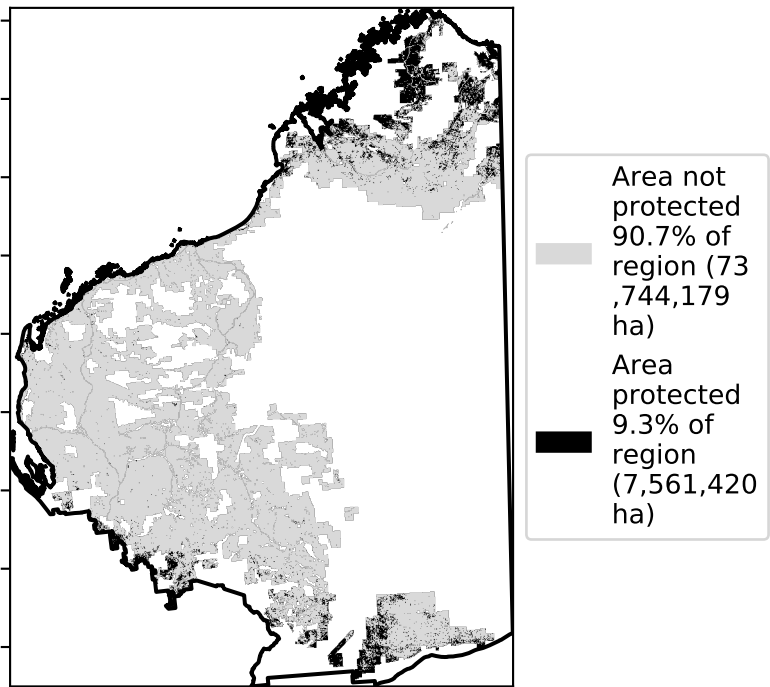 Area not
protected
90.7% of
region (73
,744,179
ha)
Area
protected
9.3% of
region
(7,561,420
ha)